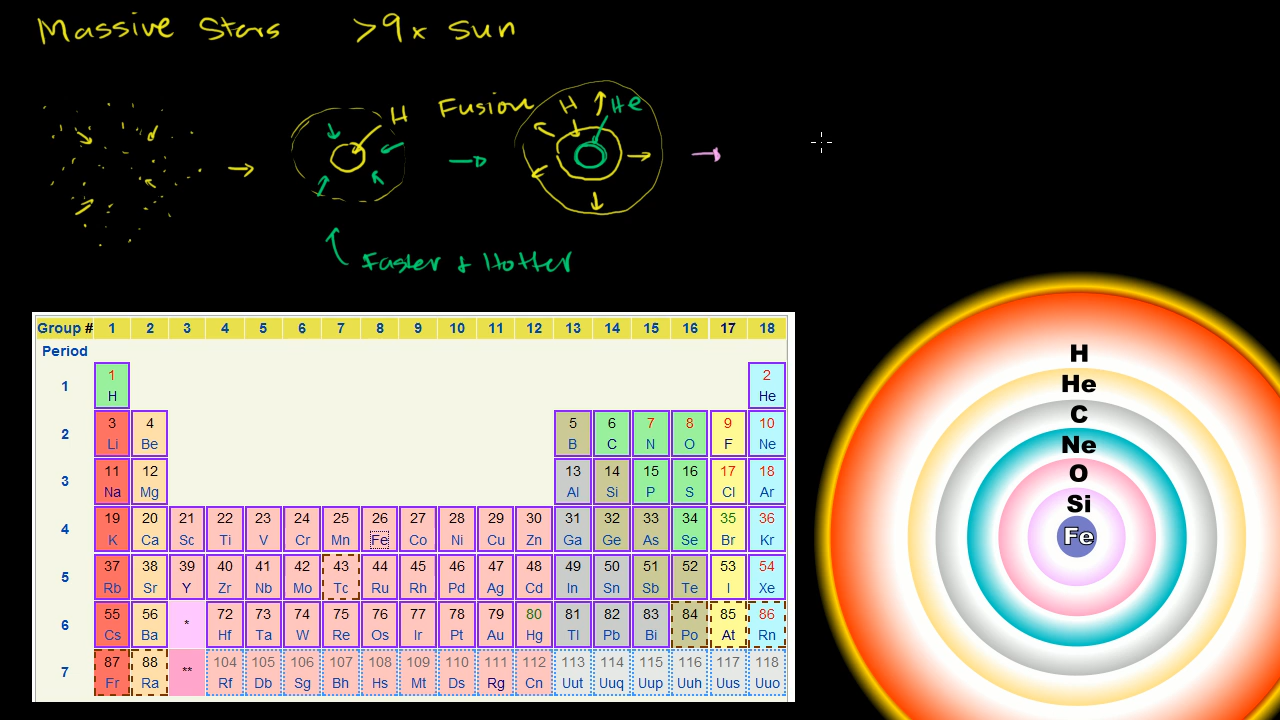 Massive Stars >9x Sun
H Fusion H He
Faster + Hotter
Group # 1 2 3 4 5 6 7 8 9 10 11 12 13 14 15 16 17 18
Period
1 1 2
H He
2 3 4 5 6 7 8 9 10
Li Be B C N O F Ne
3 11 12 13 14 15 16 17 18
Na Mg Al Si P S Cl Ar
4 19 20 21 22 23 24 25 26 27 28 29 30 31 32 33 34 35 36
K Ca Sc Ti V Cr Mn Fe Co Ni Cu Zn Ga Ge As Se Br Kr
5 37 38 39 40 41 42 43 44 45 46 47 48 49 50 51 52 53 54
Rb Sr Y Zr Nb Mo Tc Ru Rh Pd Ag Cd In Sn Sb Te I Xe
6 55 56 * 72 73 74 75 76 77 78 79 80 81 82 83 84 85 86
Cs Ba Hf Ta W Re Os Ir Pt Au Hg Tl Pb Bi Po At Rn
7 87 88 ** 104 105 106 107 108 109 110 111 112 113 114 115 116 117 118
Fr Ra Rf Db Sg Bh Hs Mt Ds Rg Cn Uut Uuq Uup Uuh Uus Uuo
H
He
C
Ne
O
Si
Fe